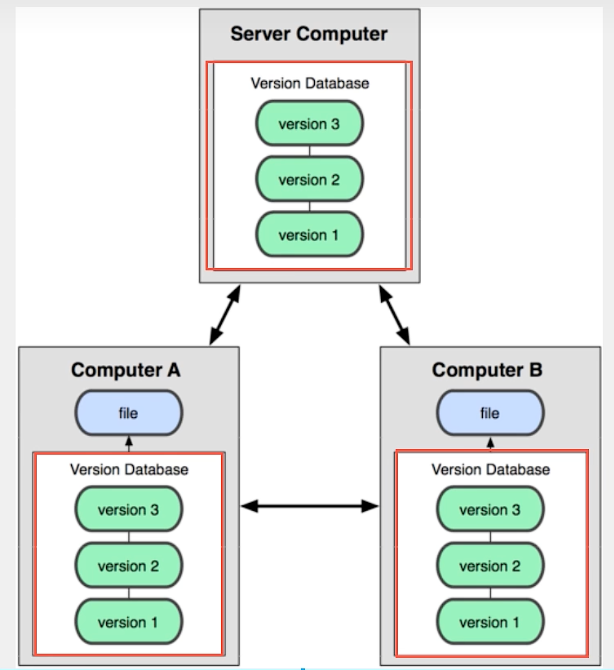 Server Computer
Version Database
version 3
version 2
version 1
Computer A
file
Version Database
version 3
version 2
version 1
Computer B
file
Version Database
version 3
version 2
version 1